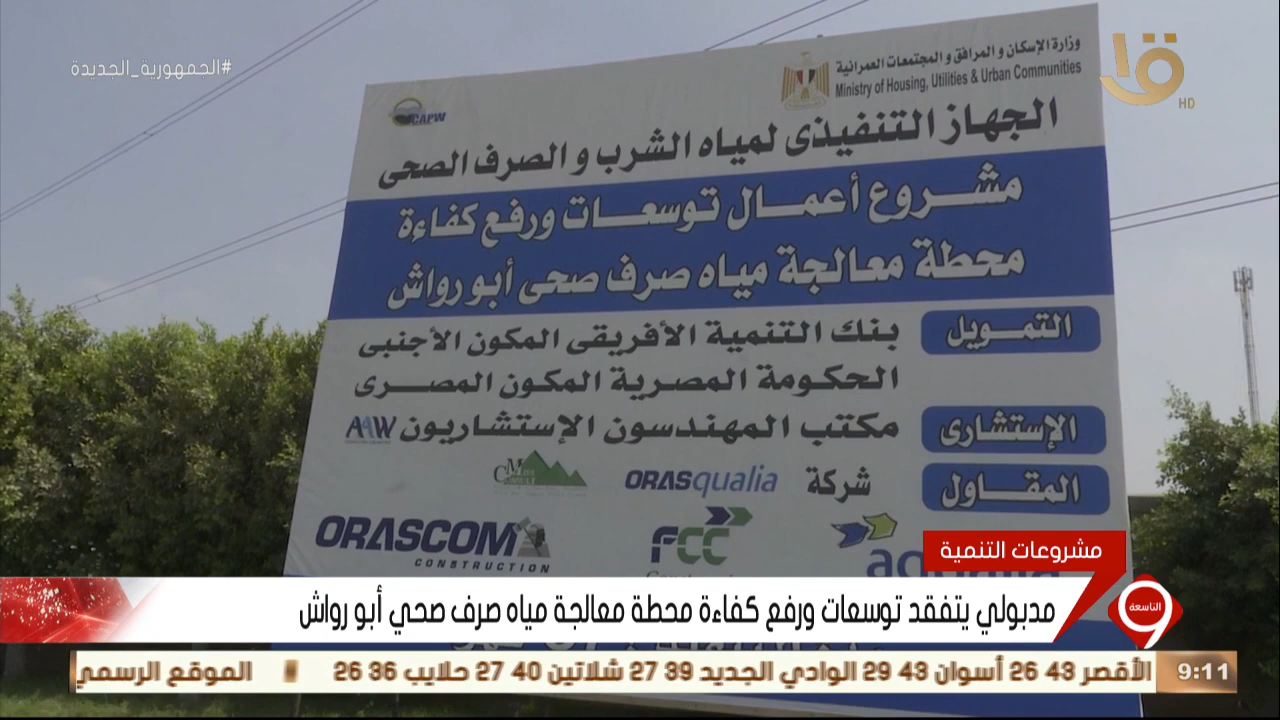 #الجمهورية_الجديدة
HD
وزارة الإسكان و المرافق و المجتمعات العمرانية
Ministry of Housing, Utilities & Urban Communities
CAPW
الجهاز التنفيذى لمياه الشرب و الصرف الصحى
مشروع أعمال توسعات ورفع كفاءة
محطة معالجة مياه صرف صحى أبو رواش
التمويل بنك التنمية الأفريقى المكون الأجنبى
الحكومة المصرية المكون المصرى
الإستشارى مكتب المهندسون الإستشاريون AAW
المقاول شركة ORASqualia
ORASCOM
CONSTRUCTION
FCC
aqualia
مشروعات التنمية
التاسعة 9
مدبولي يتفقد توسعات ورفع كفاءة محطة معالجة مياه صرف صحي أبو رواش
9:11 الأقصر 43 26 أسوان 43 29 الوادي الجديد 39 27 شلاتين 40 27 حلايب 36 26 الموقع الرسمي